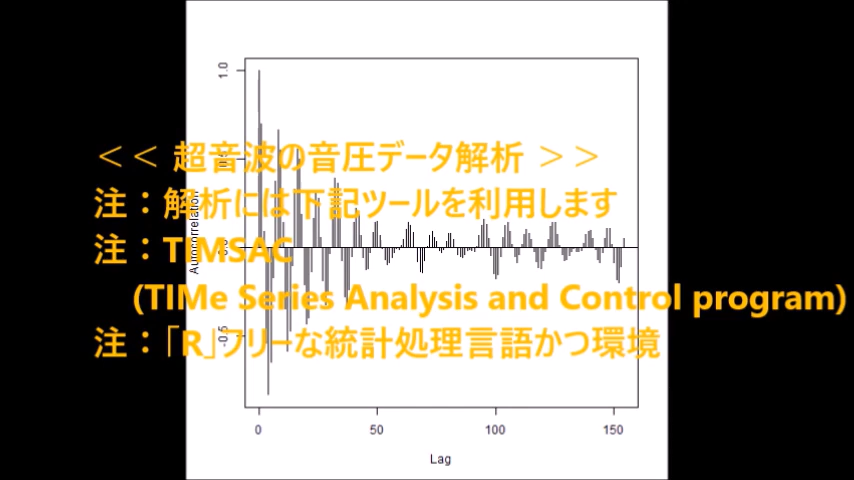 ＜＜ 超音波の音圧データ解析 ＞＞
注：解析には下記ツールを利用します
注：TIMSAC
(TIMe Series Analysis and Control program)
注：「R」フリーな統計処理言語かつ環境
1.0
0.0
-0.5
Autocorrelation
0 50 100 150
Lag